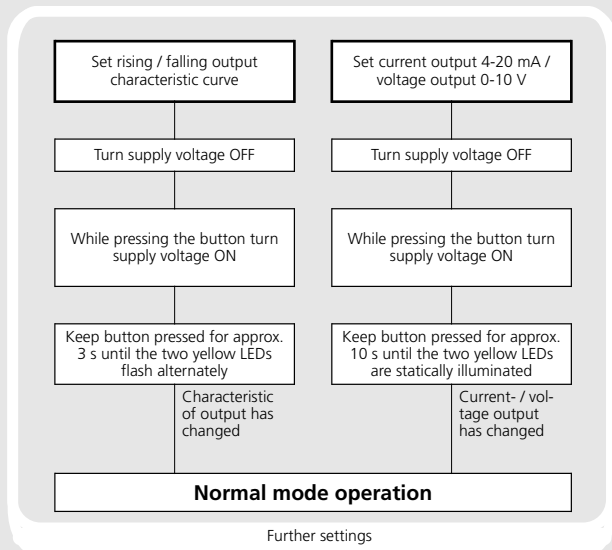 Set rising / falling output
characteristic curve
Turn supply voltage OFF
While pressing the button turn
supply voltage ON
Keep button pressed for approx.
3 s until the two yellow LEDs
flash alternately
Characteristic
of output has
changed
Set current output 4-20 mA /
voltage output 0-10 V
Turn supply voltage OFF
While pressing the button turn
supply voltage ON
Keep button pressed for approx.
10 s until the two yellow LEDs
are statically illuminated
Current- / vol-
tage output
has changed
Normal mode operation
Further settings